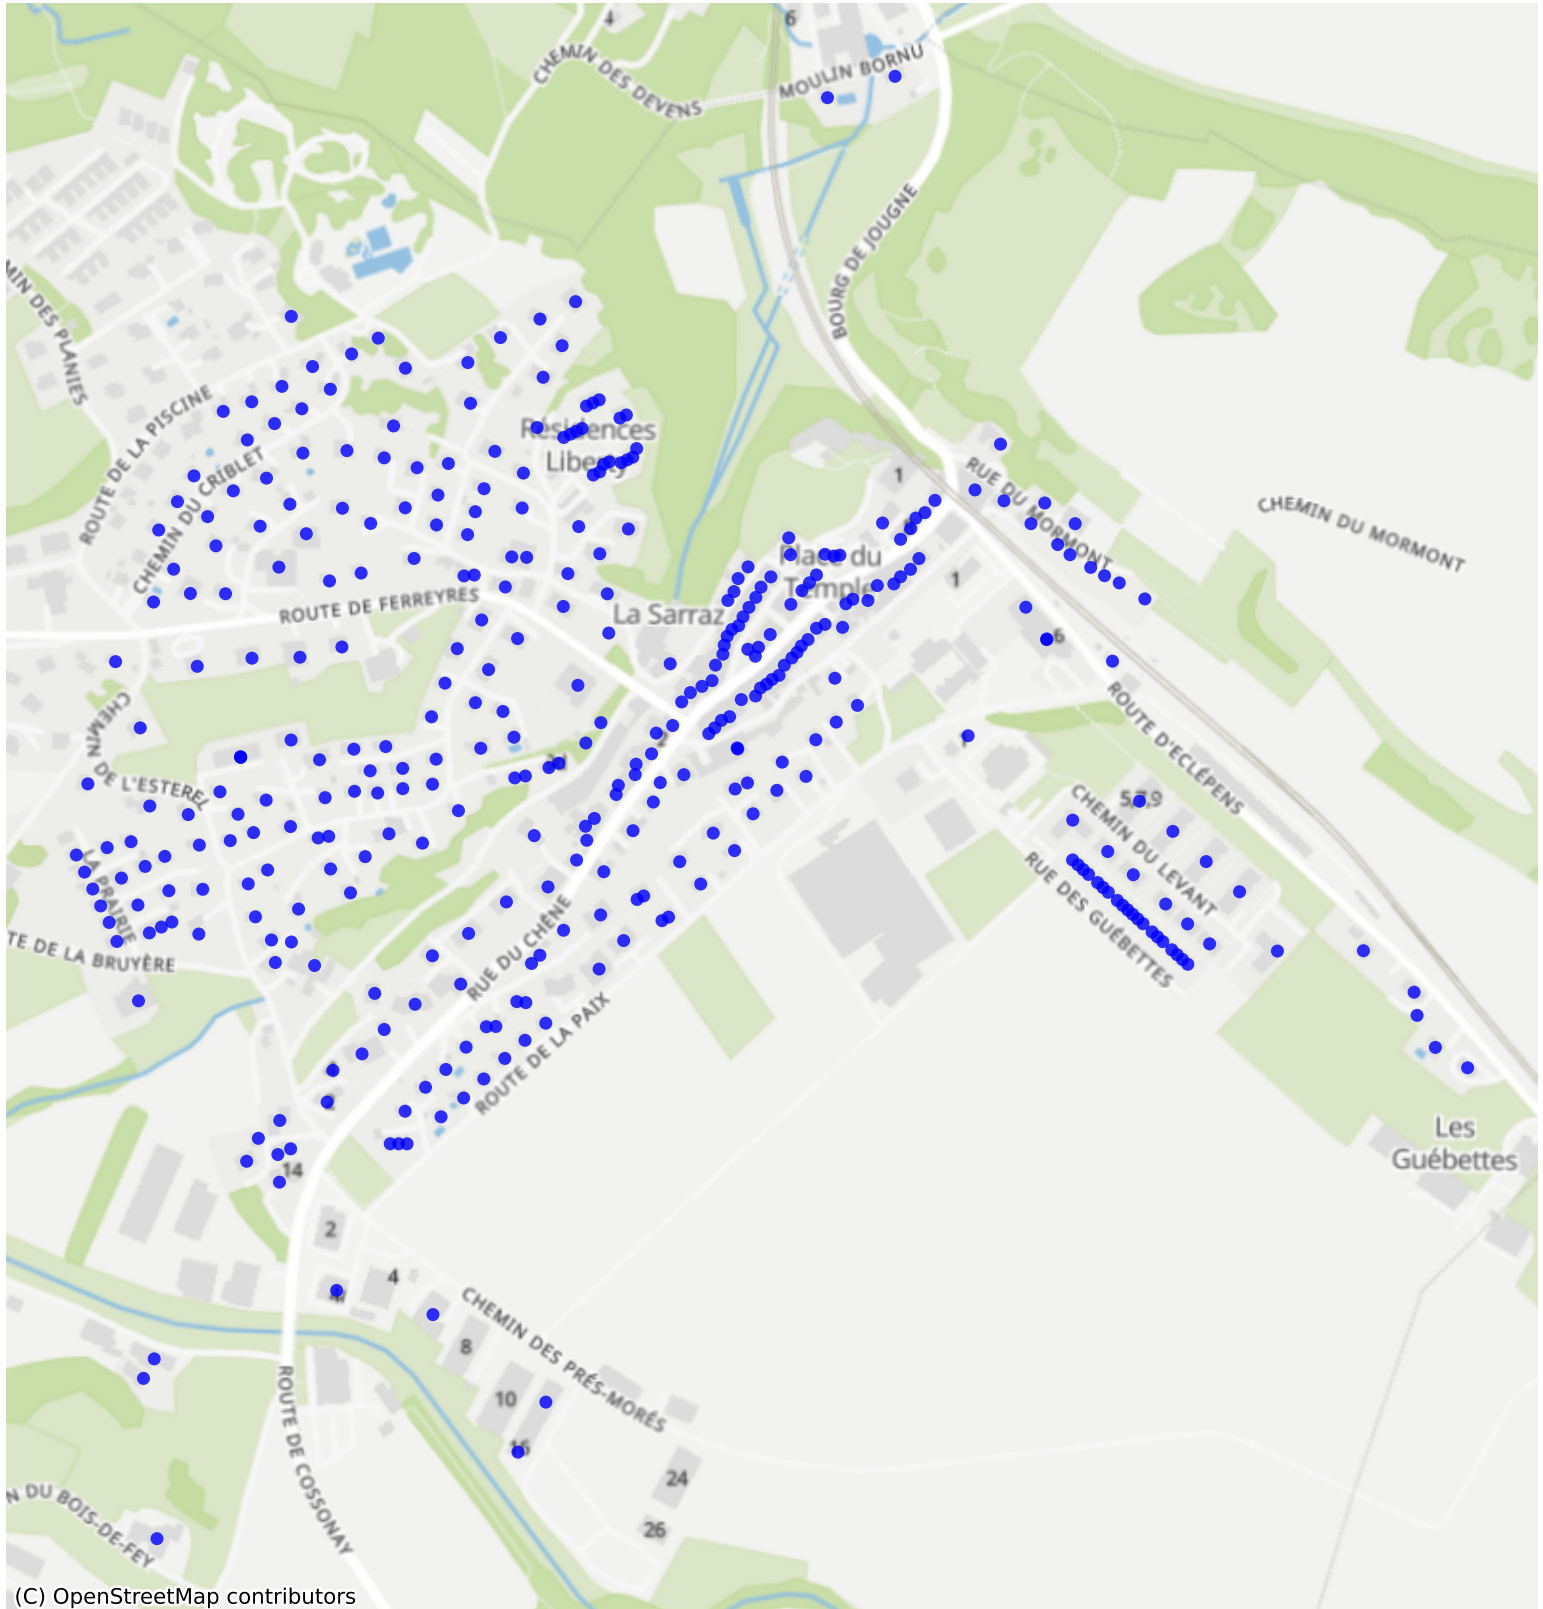 4
6
CHEMIN DES DEVENS
MOULIN BORNU
BOURG DE JOUGNE
MIN DES PLANIES
ROUTE DE LA PISCINE
CHEMIN DU CRIBLET
Résidences
Liberty
1
RUE DU MORMONT
CHEMIN DU MORMONT
Place du
Temple
1
ROUTE DE FERREYRES
La Sarraz
6
CHEMIN DE L'ESTEREL
2
ROUTE D'ECLÉPENS
5,7,9
CHEMIN DU LEVANT
RUE DES GUÉBETTES
LA PRAIRIE
TE DE LA BRUYÈRE
RUE DU CHÊNE
ROUTE DE LA PAIX
Les
Guébettes
14
2
4
8
CHEMIN DES PRÉS-MORÉS
10
16
24
26
ROUTE DE COSSONAY
N DU BOIS-DE-FEY
(C) OpenStreetMap contributors